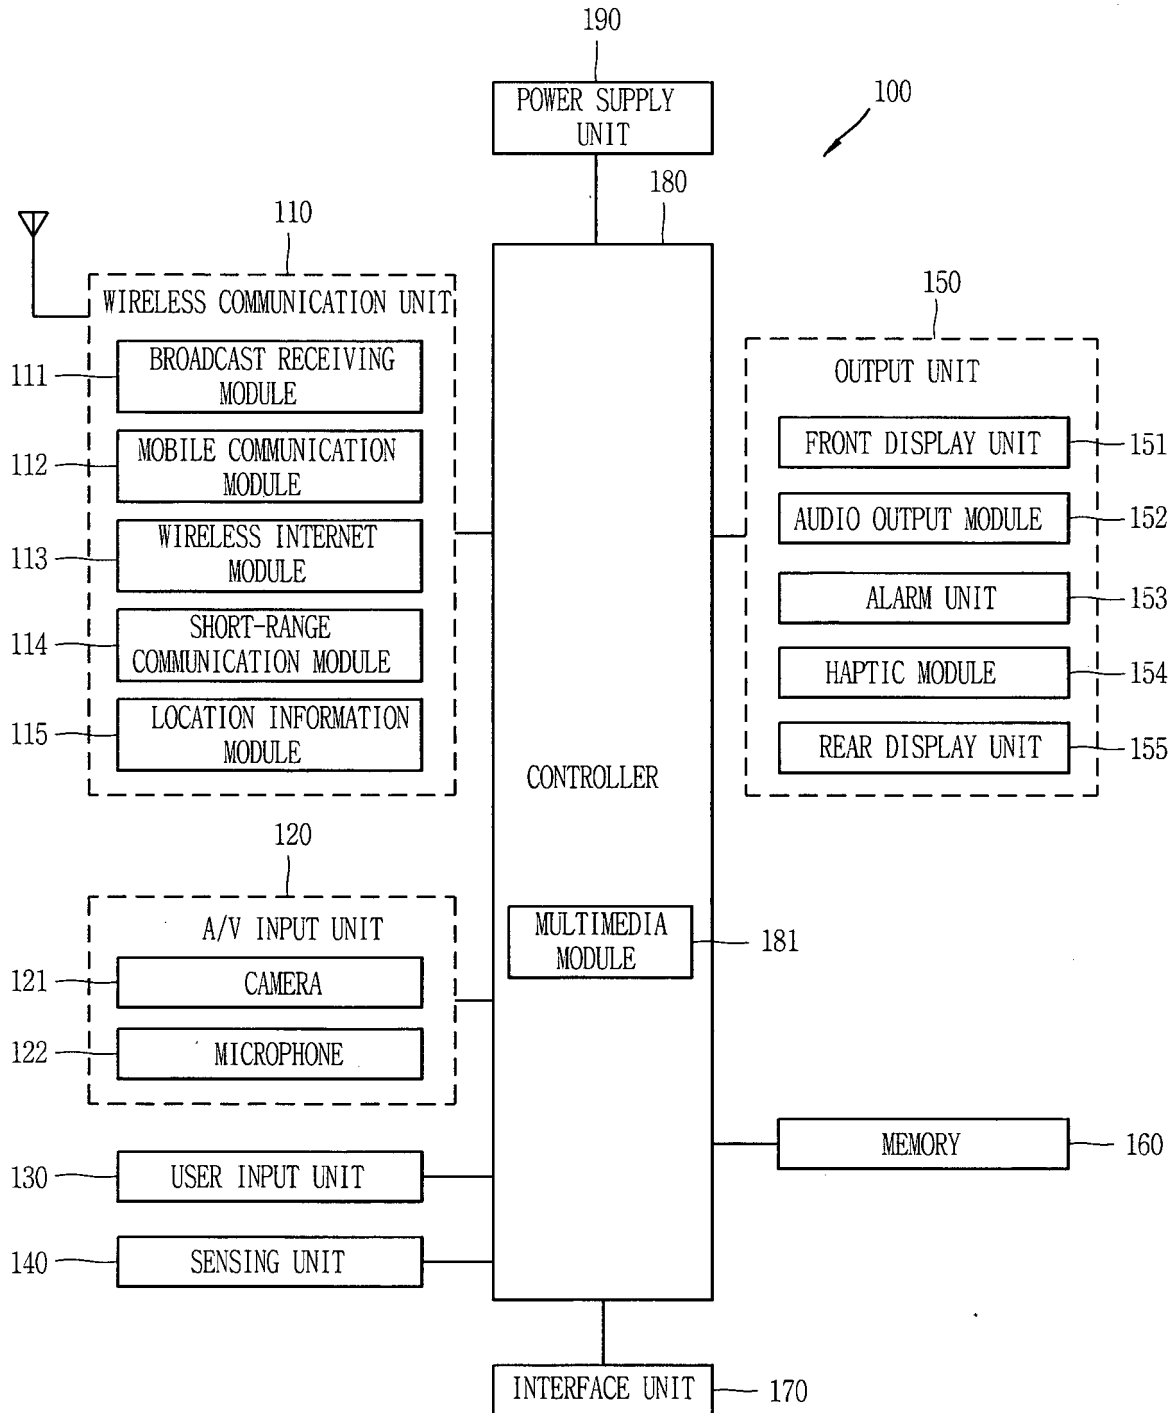 190
POWER SUPPLY
UNIT
100
180
110
WIRELESS COMMUNICATION UNIT
111
BROADCAST RECEIVING
MODULE
112
MOBILE COMMUNICATION
MODULE
113
WIRELESS INTERNET
MODULE
114
SHORT-RANGE
COMMUNICATION MODULE
115
LOCATION INFORMATION
MODULE
120
A/V INPUT UNIT
121
CAMERA
122
MICROPHONE
130
USER INPUT UNIT
140
SENSING UNIT
CONTROLLER
MULTIMEDIA
MODULE
181
150
OUTPUT UNIT
FRONT DISPLAY UNIT
151
AUDIO OUTPUT MODULE
152
ALARM UNIT
153
HAPTIC MODULE
154
REAR DISPLAY UNIT
155
MEMORY
160
INTERFACE UNIT
170